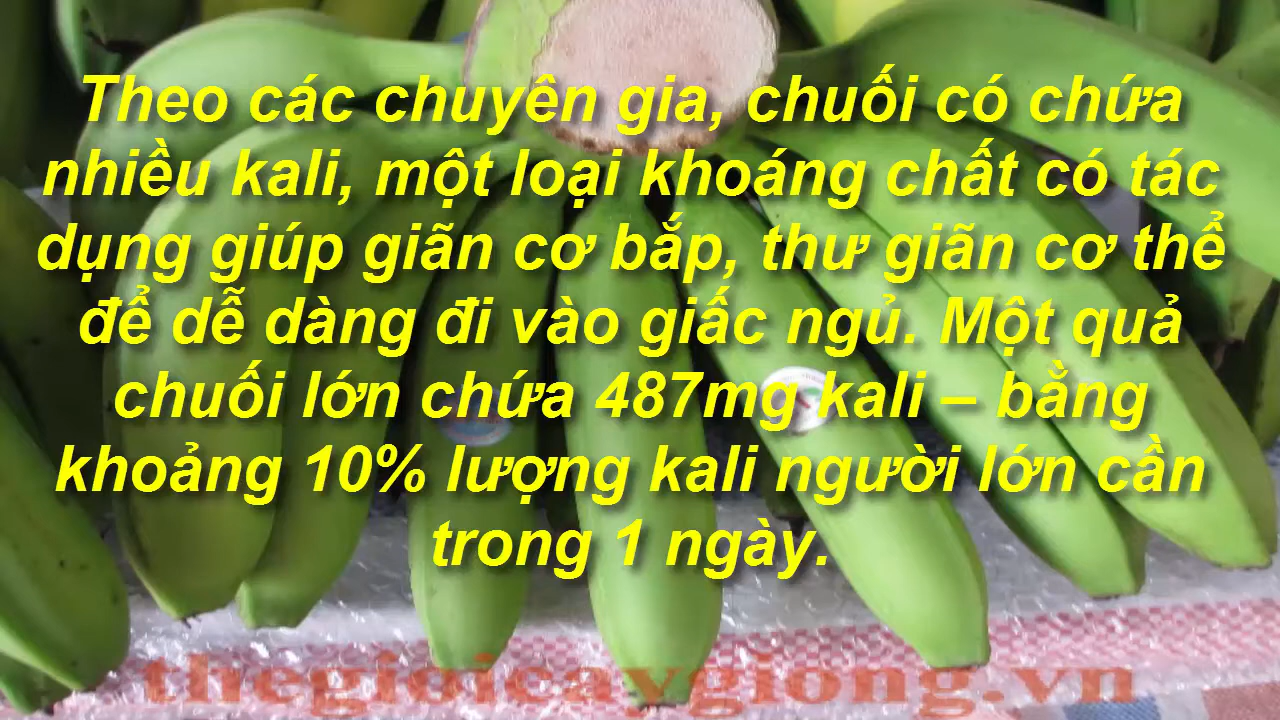 Theo các chuyên gia, chuối có chứa
nhiều kali, một loại khoáng chất có tác
dụng giúp giãn cơ bắp, thư giãn cơ thể
để dễ dàng đi vào giấc ngủ. Một quả
chuối lớn chứa 487mg kali – bằng
khoảng 10% lượng kali người lớn cần
trong 1 ngày.
thegioicaygiong.vn